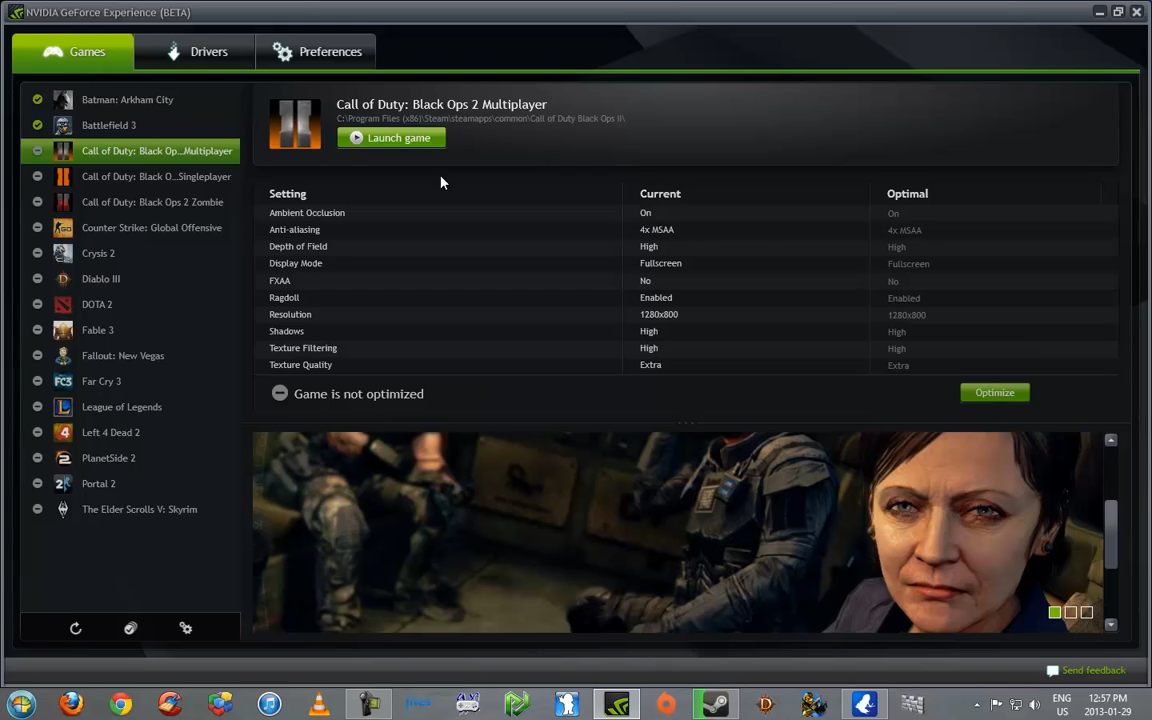 NVIDIA GeForce Experience (BETA)
Games
Drivers
Preferences
Batman: Arkham City
Battlefield 3
Call of Duty: Black Op...Multiplayer
Call of Duty: Black O...Singleplayer
Call of Duty: Black Ops 2 Zombie
Counter Strike: Global Offensive
Crysis 2
Diablo III
DOTA 2
Fable 3
Fallout: New Vegas
Far Cry 3
League of Legends
Left 4 Dead 2
PlanetSide 2
Portal 2
The Elder Scrolls V: Skyrim
Call of Duty: Black Ops 2 Multiplayer
C:\Program Files (x86)\Steam\steamapps\common\Call of Duty Black Ops II\
Launch game
Setting Current Optimal
Ambient Occlusion On On
Anti-aliasing 4x MSAA 4x MSAA
Depth of Field High High
Display Mode Fullscreen Fullscreen
FXAA No No
Ragdoll Enabled Enabled
Resolution 1280x800 1280x800
Shadows High High
Texture Filtering High High
Texture Quality Extra Extra
Game is not optimized
Optimize
Send feedback
ENG
US
12:57 PM
2013-01-29